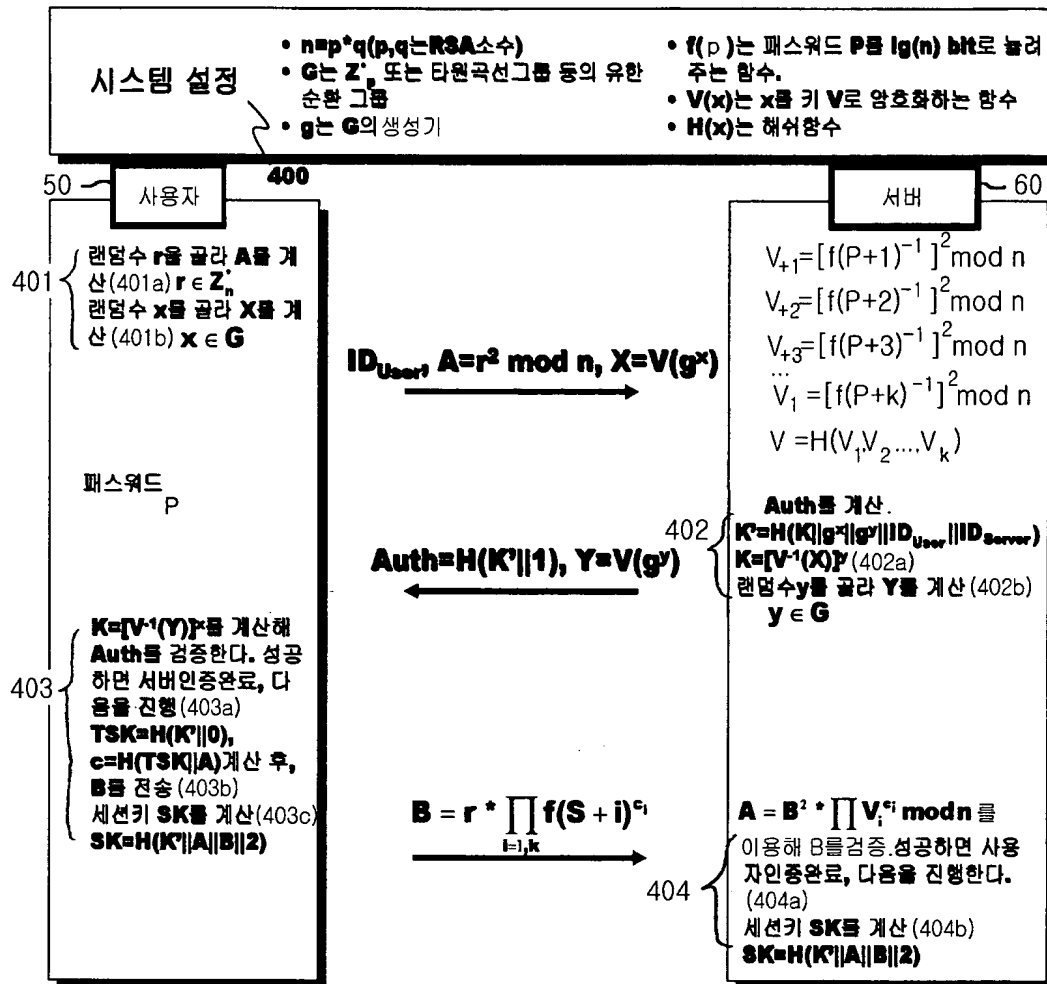 시스템 설정
• n=p*q(p,q는RSA소수)
• G는 Z*p 또는 타원곡선그룹 등의 유한
순환 그룹
• g는 G의생성기
• f(p)는 패스워드 P를 lg(n) bit로 늘려
주는 함수.
• V(x)는 x를 키 V로 암호화하는 함수
• H(x)는 해쉬함수
400
50
사용자
서버
60
401
랜덤수 r을 골라 A를 계
산(401a) r ∈ Z*n
랜덤수 x를 골라 X를 계
산(401b) x ∈ G
V+1=[f(P+1)-1]2mod n
V+2=[f(P+2)-1]2mod n
V+3=[f(P+3)-1]2mod n
...
V1=[f(P+k)-1]2mod n
V=H(V1,V2...,Vk)
IDUser, A=r2 mod n, X=V(gx)
패스워드 P
402
Auth를 계산.
K'=H(K||gx||gy||IDUser||IDServer)
K=[V-1(X)]y(402a)
랜덤수y를 골라 Y를 계산(402b)
y ∈ G
Auth=H(K'||1), Y=V(gy)
403
K=[V-1(Y)]x를 계산해
Auth를 검증한다. 성공
하면 서버인증완료, 다
음을 진행(403a)
TSK=H(K'||0),
c=H(TSK||A)계산 후,
B를 전송(403b)
세션키 SK를 계산(403c)
SK=H(K'||A||B||2)
B = r * ∏ f(S + i)ci
i=1,k
404
A = B2 * ∏ Vici mod n 를
이용해 B를검증.성공하면 사용
자인증완료, 다음을 진행한다.
(404a)
세션키 SK를 계산(404b)
SK=H(K'||A||B||2)